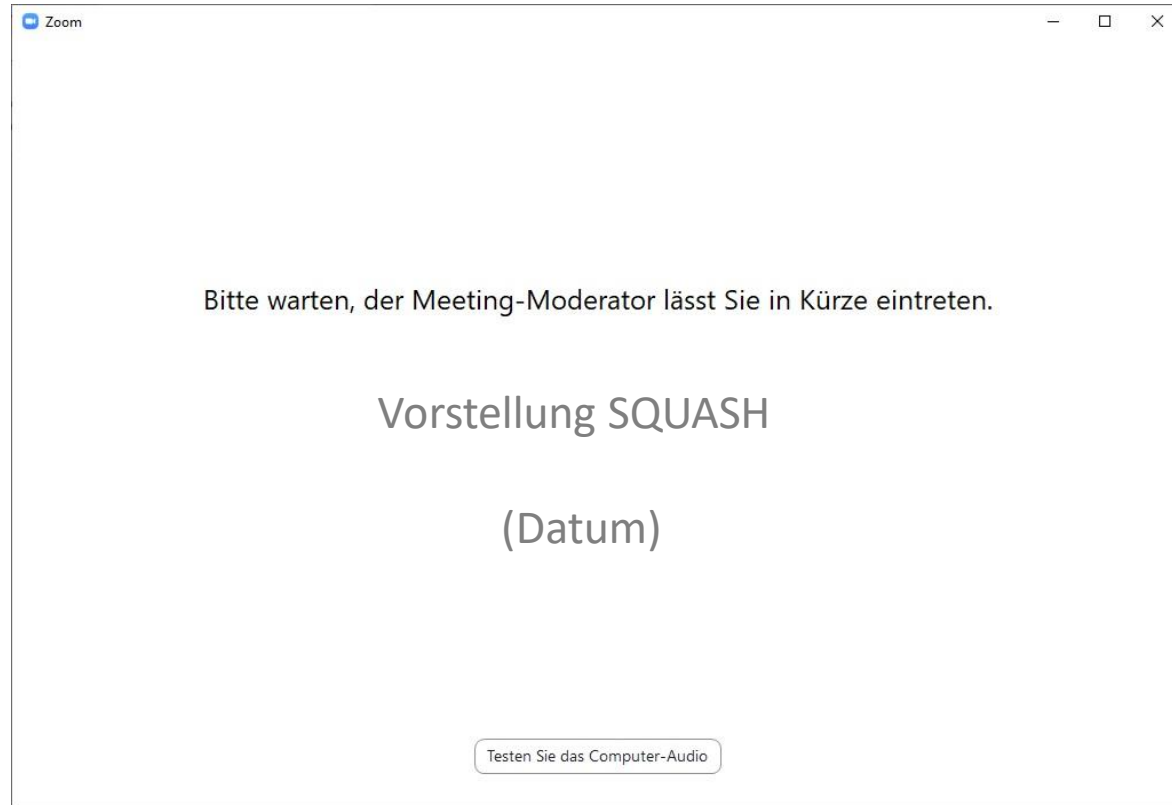 Zoom
Bitte warten, der Meeting-Moderator lässt Sie in Kürze eintreten.
Vorstellung SQUASH
(Datum)
Testen Sie das Computer-Audio